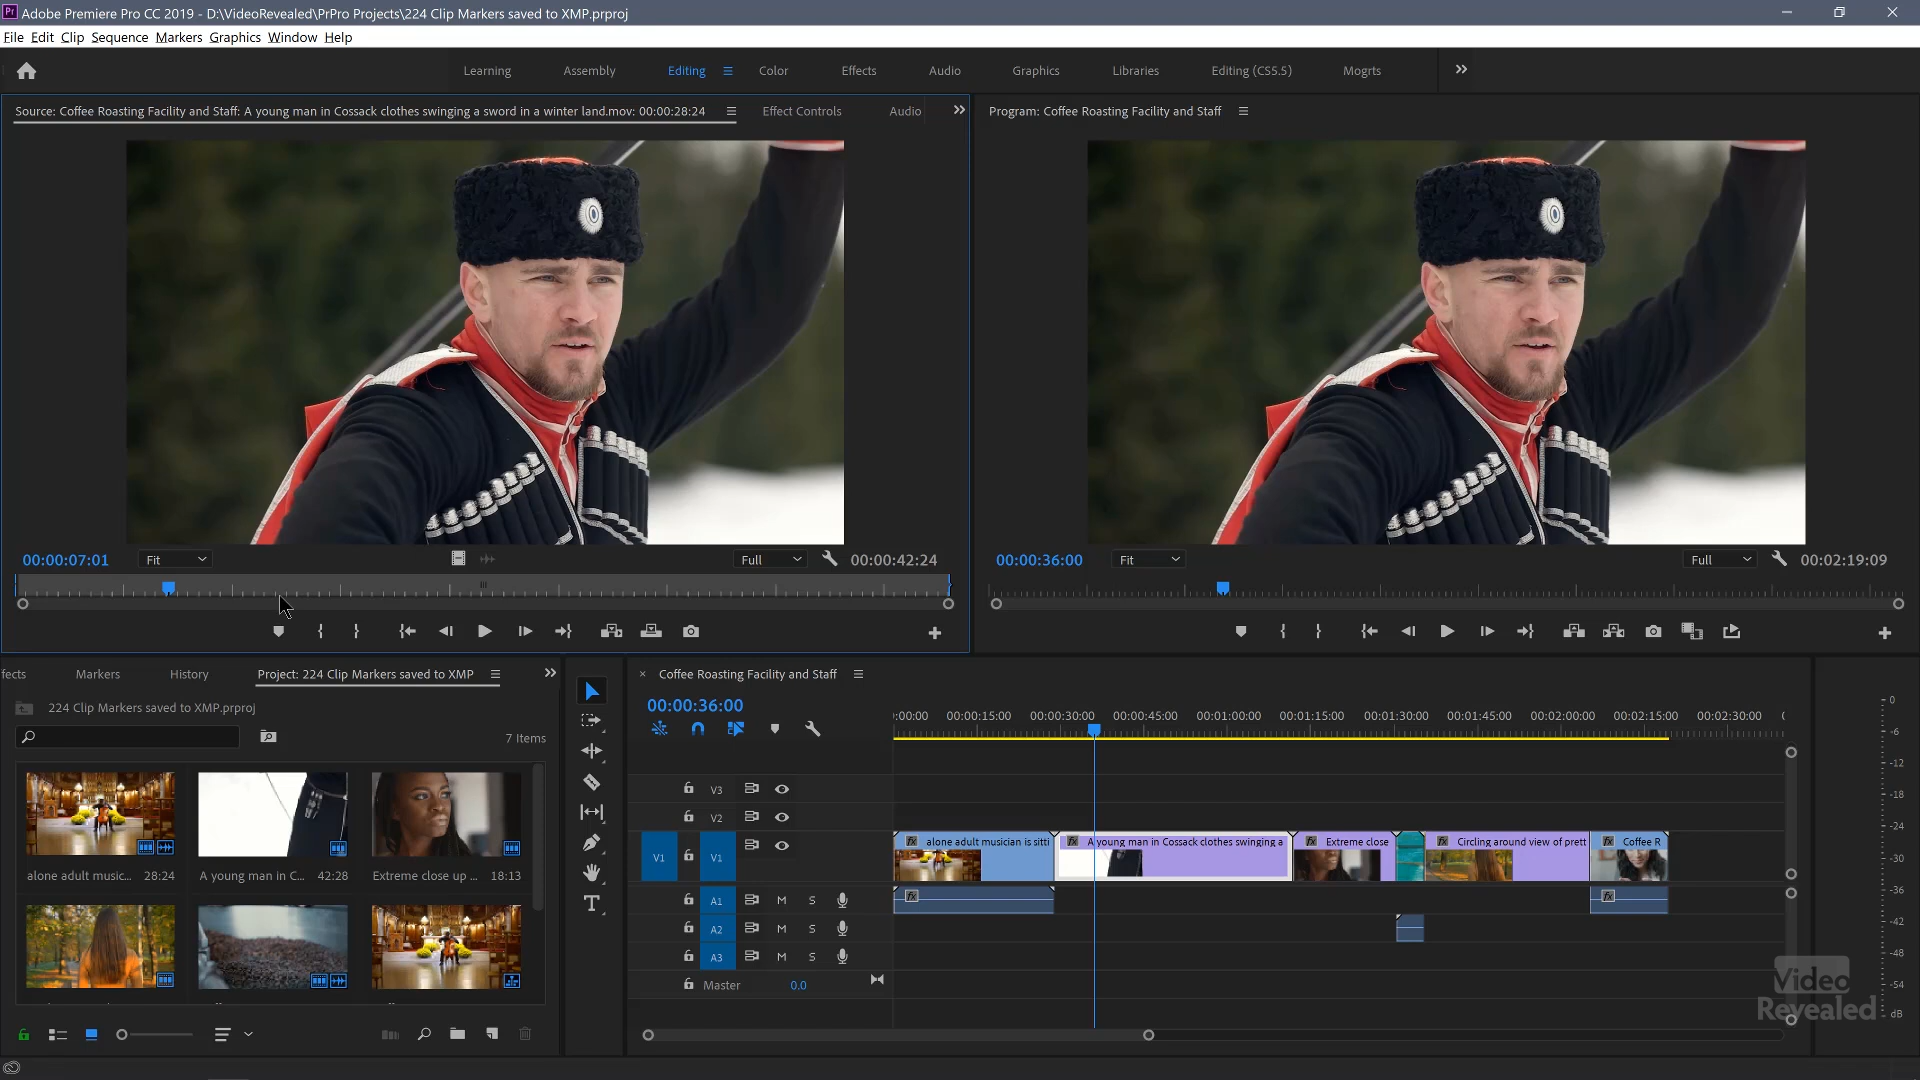 Adobe Premiere Pro CC 2019 - D:\VideoRevealed\PrPro Projects\224 Clip Markers saved to XMP.prproj
File Edit Clip Sequence Markers Graphics Window Help
Learning Assembly Editing Color Effects Audio Graphics Libraries Editing (CS5.5) Mogrts
Source: Coffee Roasting Facility and Staff: A young man in Cossack clothes swinging a sword in a winter land.mov: 00:00:28:24 Effect Controls Audio
Program: Coffee Roasting Facility and Staff
00:00:07:01 Fit Full 00:00:42:24
00:00:36:00 Fit Full 00:02:19:09
fects Markers History Project: 224 Clip Markers saved to XMP
224 Clip Markers saved to XMP.prproj
7 Items
alone adult music... 28:24
A young man in C... 42:28
Extreme close up ... 18:13
Coffee Roasting Facility and Staff
00:00:36:00
:00:00 00:00:15:00 00:00:30:00 00:00:45:00 00:01:00:00 00:01:15:00 00:01:30:00 00:01:45:00 00:02:00:00 00:02:15:00 00:02:30:00
V3
V2
V1 V1
fx alone adult musician is sitti
fx A young man in Cossack clothes swinging a
fx Extreme close
fx Circling around view of prett
fx Coffee R
A1 M S fx fx
A2 M S
A3 M S
Master 0.0
0
-6
-12
-18
-24
-30
-36
-42
-48
-54
dB
Video
Revealed